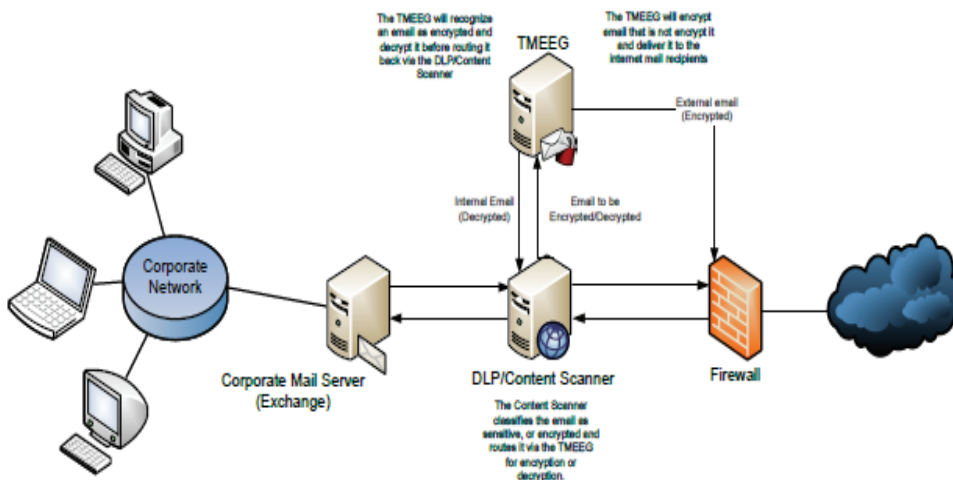 The TMEEG will recognize
an email as encrypted and
decrypt it before routing it
back via the DLP/Content
Scanner
TMEEG
The TMEEG will encrypt
email that is not encrypt it
and deliver it to the
internet mail recipients
External email
(Encrypted)
Internal Email
(Decrypted)
Email to be
Encrypted/Decrypted
Corporate
Network
Corporate Mail Server
(Exchange)
DLP/Content Scanner
Firewall
The Content Scanner
classifies the email as
sensitive, or encrypted and
routes it via the TMEEG
for encryption or
decryption.